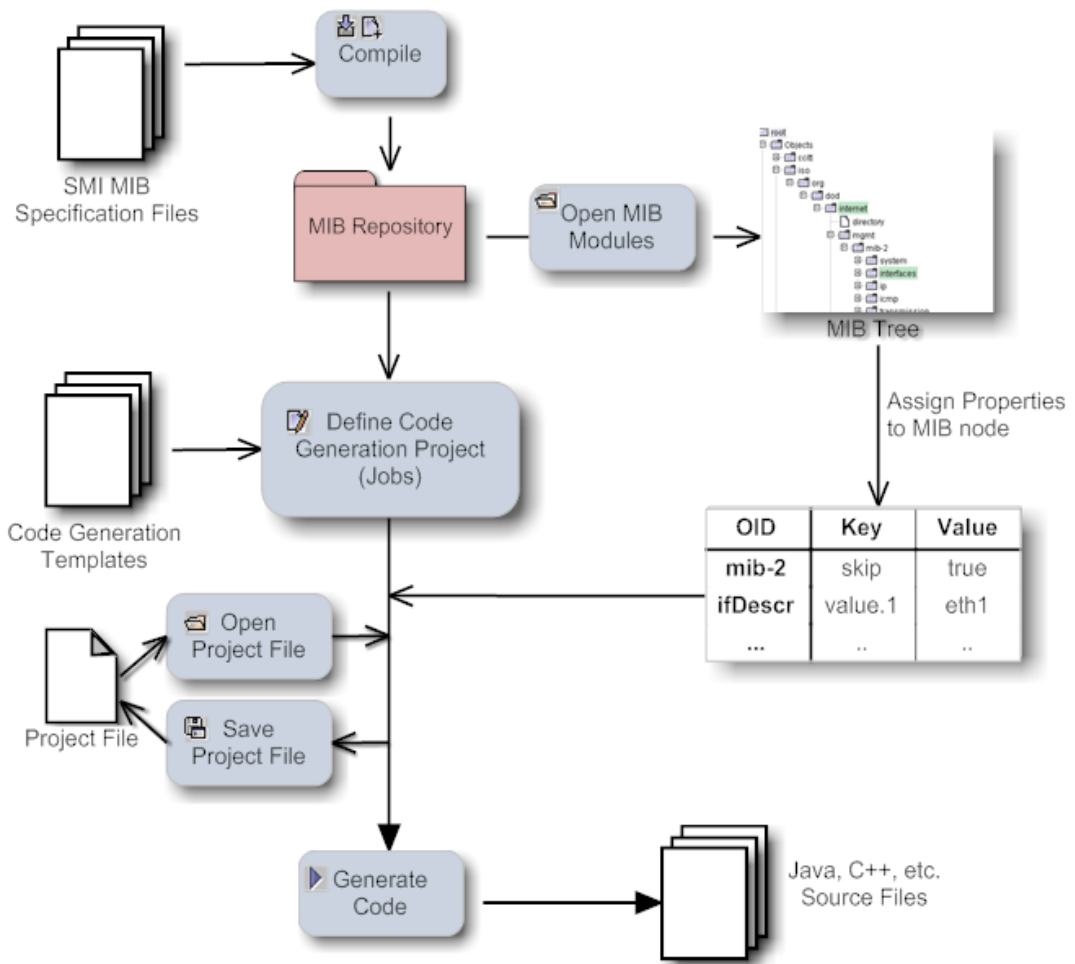 Compile
SMI MIB
Specification Files
MIB Repository
Open MIB
Modules
root
Objects
ccitt
iso
org
dod
internet
directory
mgmt
mib-2
system
interfaces
ip
icmp
transmission
MIB Tree
Assign Properties
to MIB node
Define Code
Generation Project
(Jobs)
Code Generation
Templates
OID Key Value
mib-2 skip true
ifDescr value.1 eth1
... .. ..
Open
Project File
Project File
Save
Project File
Generate
Code
Java, C++, etc.
Source Files